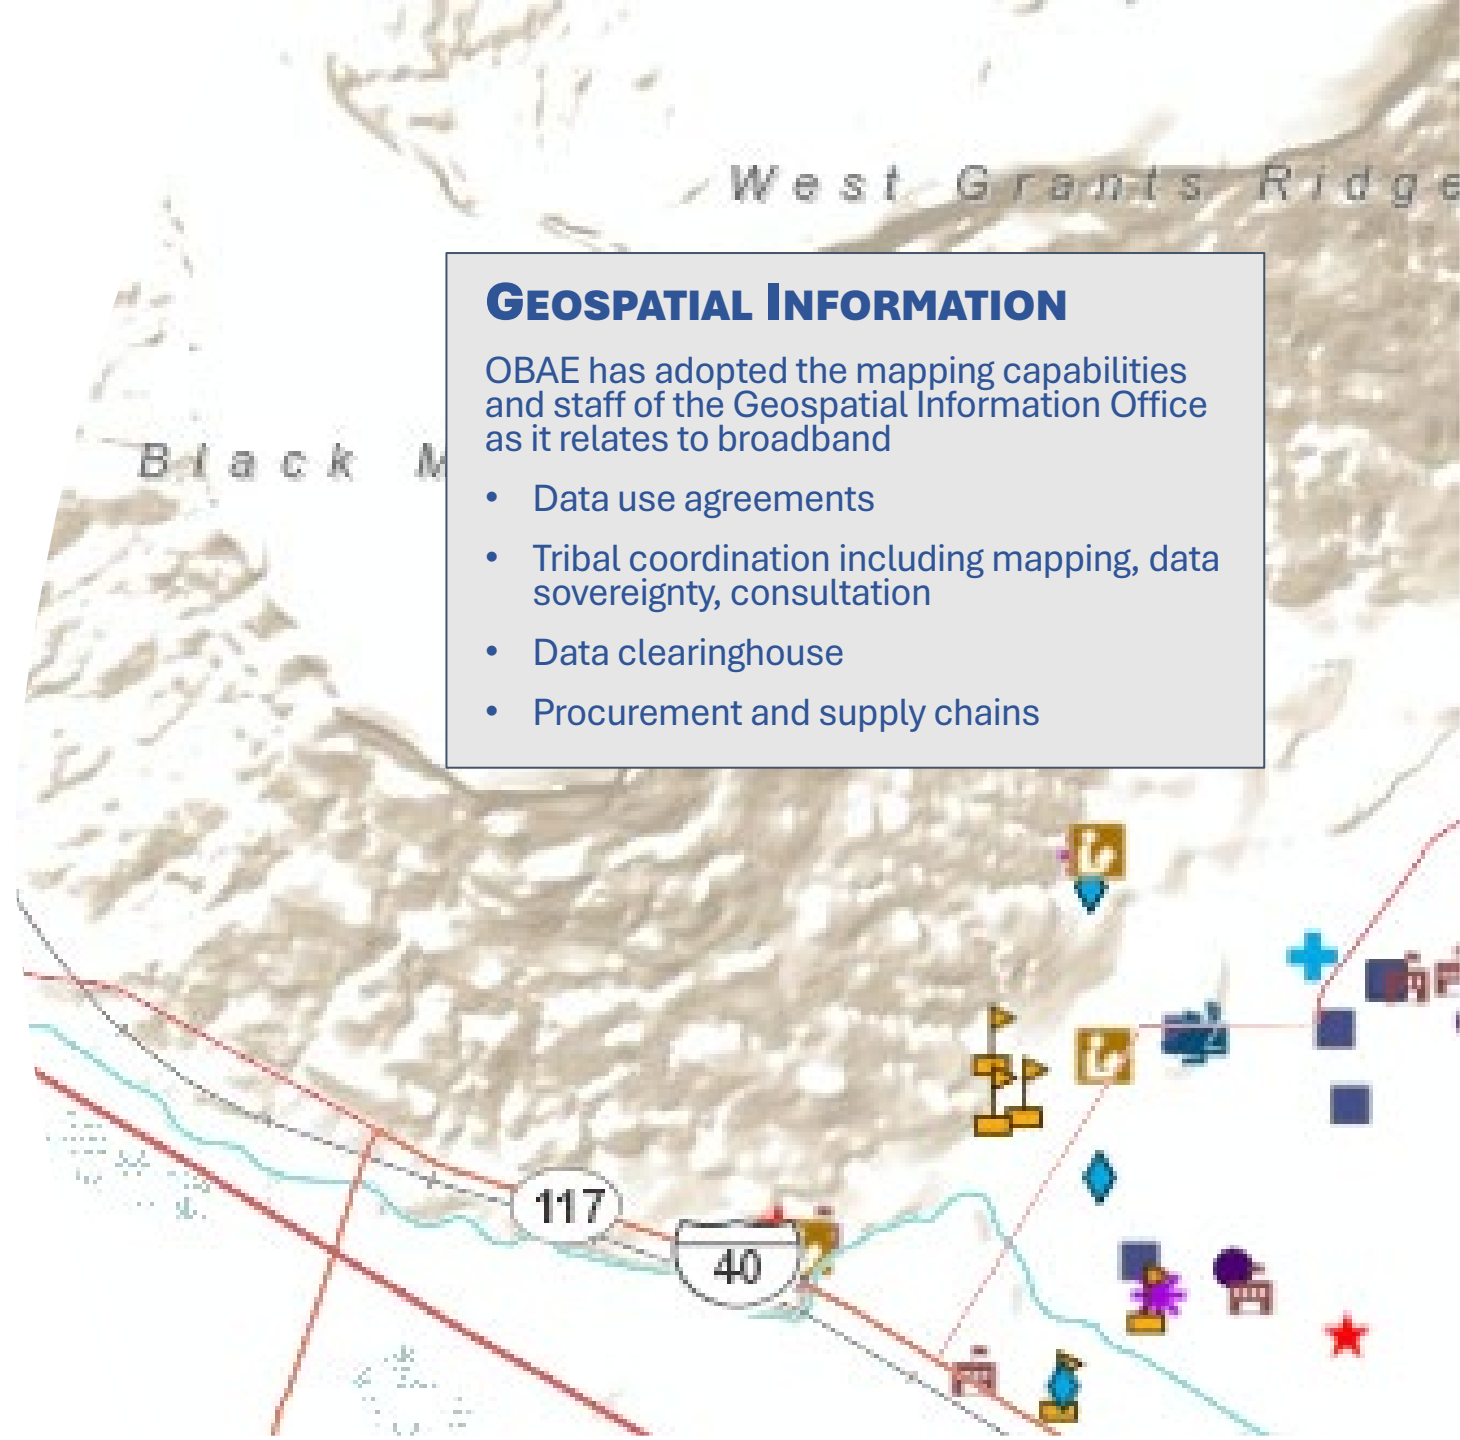 West Grants Ridge
GEOSPATIAL INFORMATION
OBAE has adopted the mapping capabilities
and staff of the Geospatial Information Office
as it relates to broadband
Black M
• Data use agreements
• Tribal coordination including mapping, data
sovereignty, consultation
• Data clearinghouse
• Procurement and supply chains
117
40